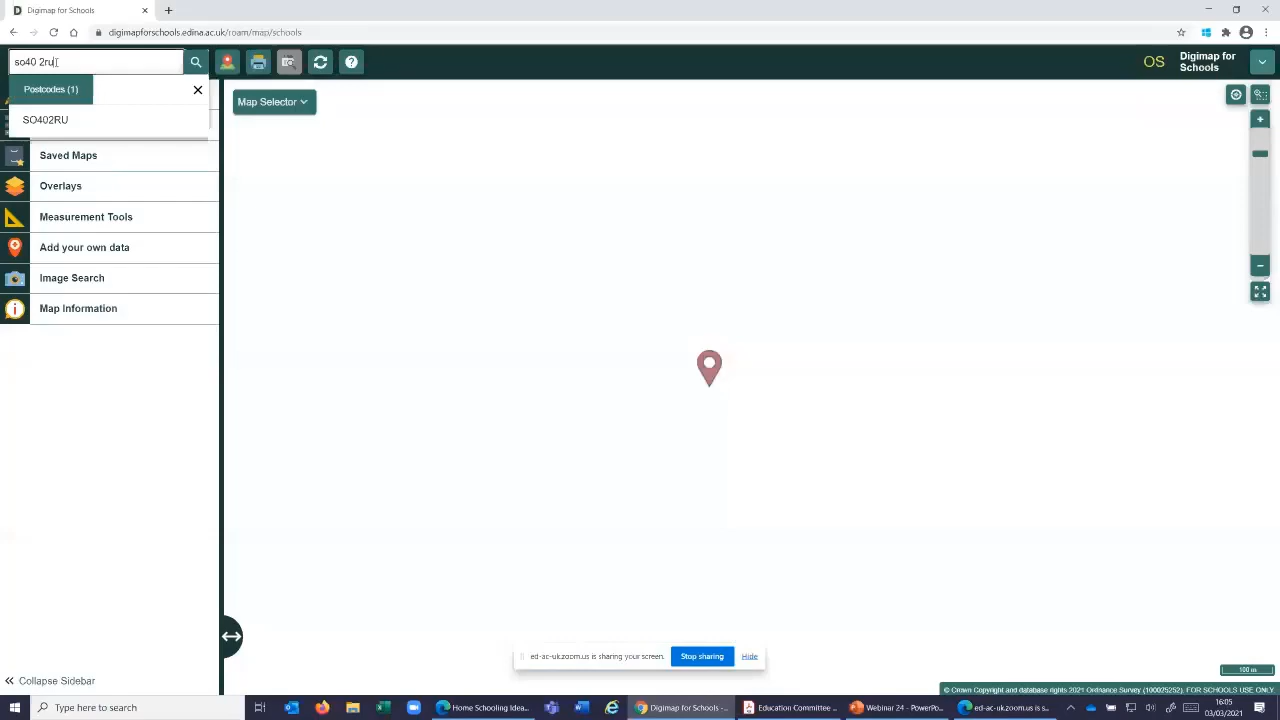 Digimap for Schools
digimapforschools.edina.ac.uk/roam/map/schools
so40 2ru
OS
Digimap for
Schools
Postcodes (1)
SO402RU
Map Selector
Saved Maps
Overlays
Measurement Tools
Add your own data
Image Search
Map Information
ed-ac-uk.zoom.us is sharing your screen.
Stop sharing
Hide
100 m
Collapse Sidebar
© Crown Copyright and database rights 2021 Ordnance Survey (100025252). FOR SCHOOLS USE ONLY.
Type here to search
Home Schooling Idea...
Digimap for Schools -...
Education Committee ...
Webinar 24 - PowerPo...
ed-ac-uk.zoom.us is s...
16:05
03/03/2021